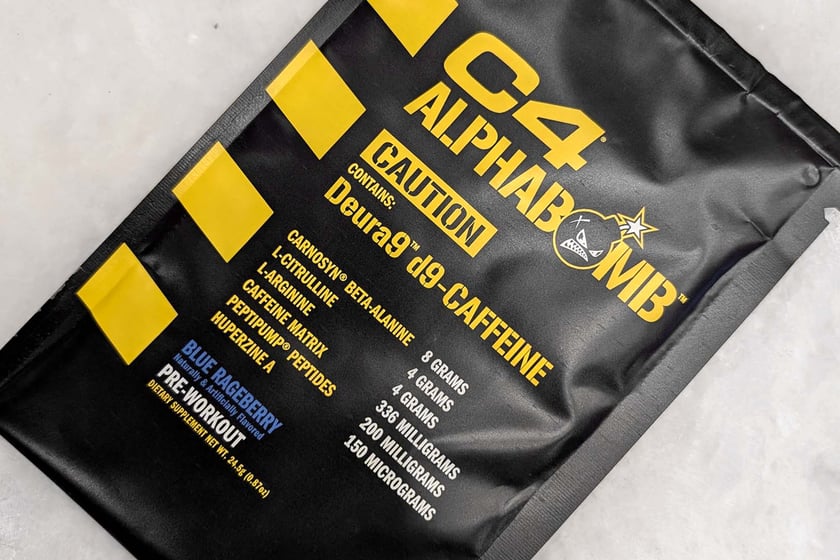 C4®
ALPHABOMB™
CAUTION
CONTAINS:
Deura9™ d9-CAFFEINE
CARNOSYN® BETA-ALANINE 8 GRAMS
L-CITRULLINE 4 GRAMS
L-ARGININE 4 GRAMS
CAFFEINE MATRIX 336 MILLIGRAMS
PEPTIPUMP® PEPTIDES 200 MILLIGRAMS
HUPERZINE A 150 MICROGRAMS
BLUE RAGEBERRY
Naturally & Artificially Flavored
PRE-WORKOUT
DIETARY SUPPLEMENT NET WT. 24.5g (0.87oz)